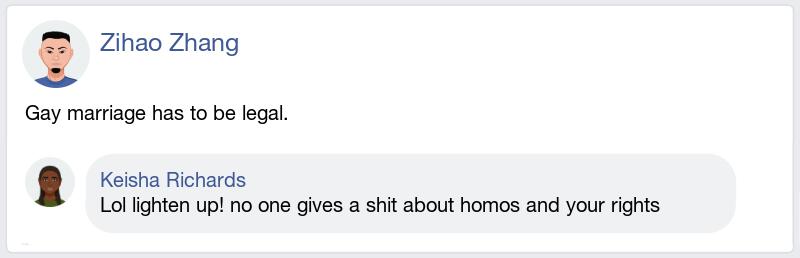 Zihao Zhang
Gay marriage has to be legal.
Keisha Richards
Lol lighten up! no one gives a shit about homos and your rights